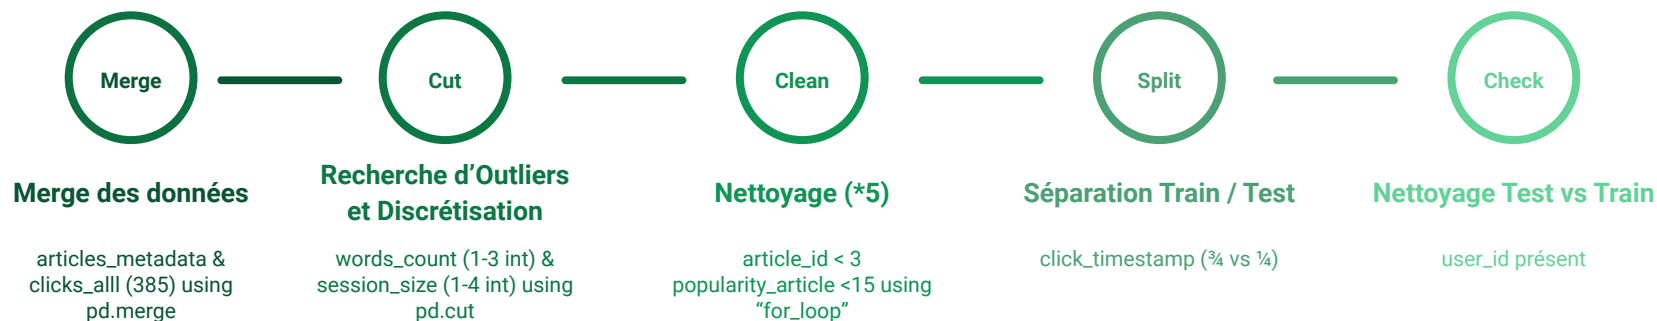 Merge
Cut
Clean
Split
Check
Merge des données
Recherche d'Outliers
et Discrétisation
Nettoyage (*5)
Séparation Train / Test
Nettoyage Test vs Train
articles_metadata &
clicks_alll (385) using
pd.merge
words_count (1-3 int) &
session_size (1-4 int) using
pd.cut
article_id < 3
popularity_article <15 using
“for_loop”
click_timestamp (¾ vs ¼)
user_id présent